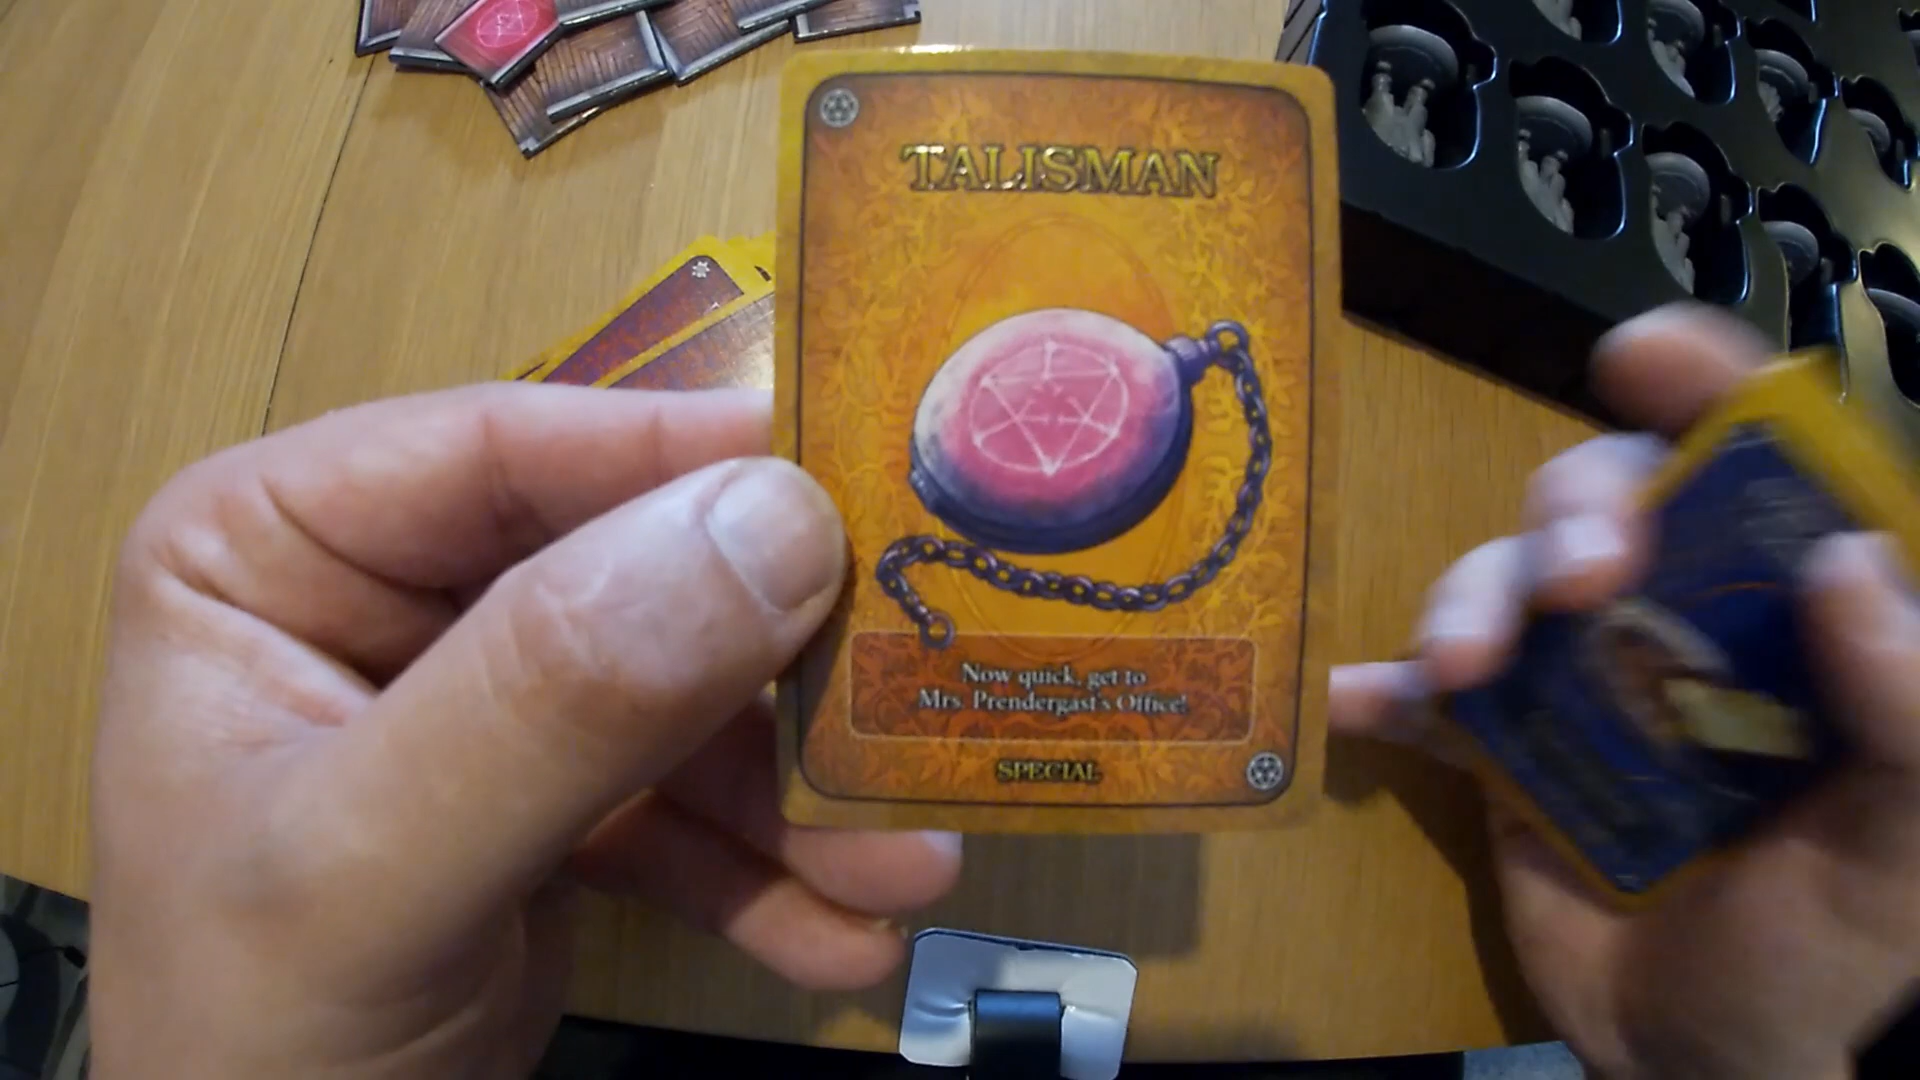 TALISMAN
Now quick, get to
Mrs. Prendergast's Office!
SPECIAL